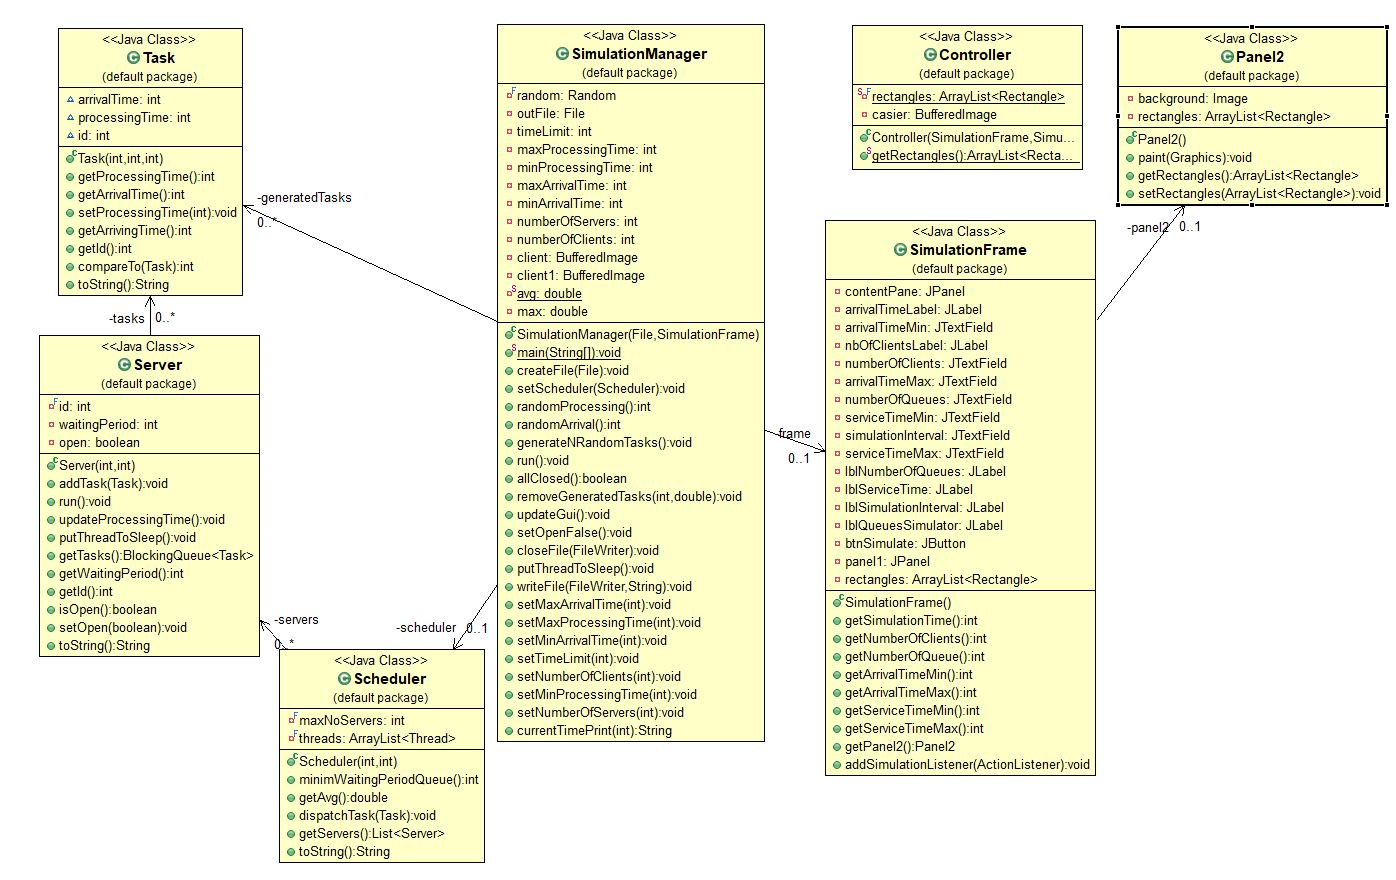 <<Java Class>>
Task
(default package)
arrivalTime: int
processingTime: int
id: int
Task(int,int,int)
getProcessingTime():int
getArrivalTime():int
setProcessingTime(int):void
getArrivingTime():int
getId():int
compareTo(Task):int
toString():String
-tasks
0..*
<<Java Class>>
Server
(default package)
id: int
waitingPeriod: int
open: boolean
Server(int,int)
addTask(Task):void
run():void
updateProcessingTime():void
putThreadToSleep():void
getTasks():BlockingQueue<Task>
getWaitingPeriod():int
getId():int
isOpen():boolean
setOpen(boolean):void
toString():String
-generatedTasks
0..*
-servers
0..*
<<Java Class>>
Scheduler
(default package)
maxNoServers: int
threads: ArrayList<Thread>
Scheduler(int,int)
minimWaitingPeriodQueue():int
getAvg():double
dispatchTask(Task):void
getServers():List<Server>
toString():String
-scheduler
0..1
<<Java Class>>
SimulationManager
(default package)
random: Random
outFile: File
timeLimit: int
maxProcessingTime: int
minProcessingTime: int
maxArrivalTime: int
minArrivalTime: int
numberOfServers: int
numberOfClients: int
client: BufferedImage
client1: BufferedImage
avg: double
max: double
SimulationManager(File,SimulationFrame)
main(String[]):void
createFile(File):void
setScheduler(Scheduler):void
randomProcessing():int
randomArrival():int
generateNRandomTasks():void
run():void
allClosed():boolean
removeGeneratedTasks(int,double):void
updateGui():void
setOpenFalse():void
closeFile(FileWriter):void
putThreadToSleep():void
writeFile(FileWriter,String):void
setMaxArrivalTime(int):void
setMaxProcessingTime(int):void
setMinArrivalTime(int):void
setTimeLimit(int):void
setNumberOfClients(int):void
setMinProcessingTime(int):void
setNumberOfServers(int):void
currentTimePrint(int):String
-frame
0..1
<<Java Class>>
Controller
(default package)
rectangles: ArrayList<Rectangle>
casier: BufferedImage
Controller(SimulationFrame,Simu...
getRectangles():ArrayList<Recta...
<<Java Class>>
SimulationFrame
(default package)
contentPane: JPanel
arrivalTimeLabel: JLabel
arrivalTimeMin: JTextField
nbOfClientsLabel: JLabel
numberOfClients: JTextField
arrivalTimeMax: JTextField
numberOfQueues: JTextField
serviceTimeMin: JTextField
simulationInterval: JTextField
serviceTimeMax: JTextField
lblNumberOfQueues: JLabel
lblServiceTime: JLabel
lblSimulationInterval: JLabel
lblQueuesSimulator: JLabel
btnSimulate: JButton
panel1: JPanel
rectangles: ArrayList<Rectangle>
SimulationFrame()
getSimulationTime():int
getNumberOfClients():int
getNumberOfQueue():int
getArrivalTimeMin():int
getArrivalTimeMax():int
getServiceTimeMin():int
getServiceTimeMax():int
getPanel2():Panel2
addSimulationListener(ActionListener):void
-panel2
0..1
<<Java Class>>
Panel2
(default package)
background: Image
rectangles: ArrayList<Rectangle>
Panel2()
paint(Graphics):void
getRectangles():ArrayList<Rectangle>
setRectangles(ArrayList<Rectangle>):void